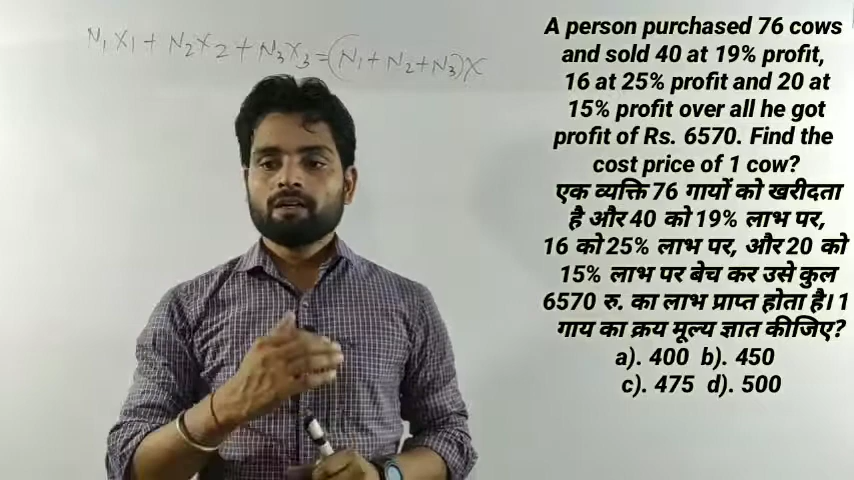 N₁X₁ + N₂X₂ + N₃X₃ = (N₁ + N₂ + N₃)X
A person purchased 76 cows
and sold 40 at 19% profit,
16 at 25% profit and 20 at
15% profit over all he got
profit of Rs. 6570. Find the
cost price of 1 cow?
एक व्यक्ति 76 गायों को खरीदता
है और 40 को 19% लाभ पर,
16 को 25% लाभ पर, और 20 को
15% लाभ पर बेच कर उसे कुल
6570 रु. का लाभ प्राप्त होता है। 1
गाय का क्रय मूल्य ज्ञात कीजिए?
a). 400 b). 450
c). 475 d). 500